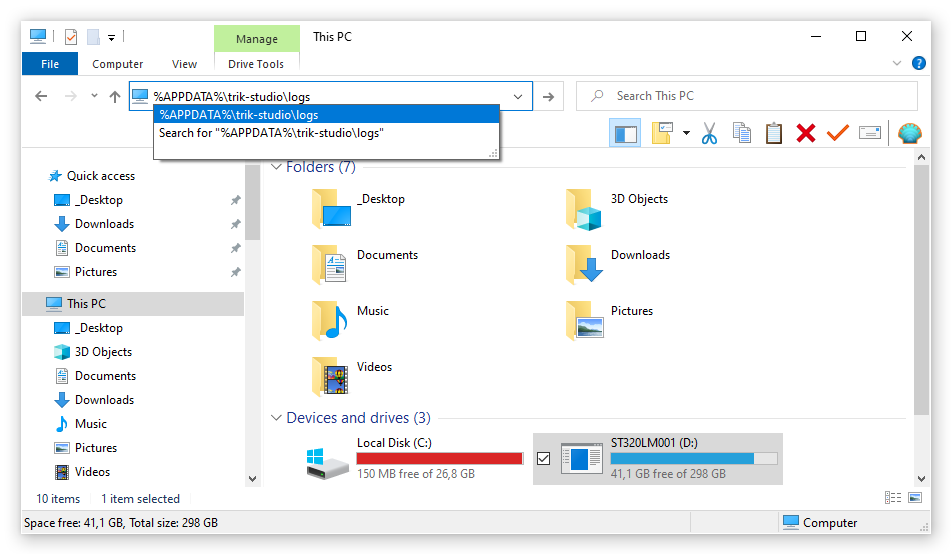 Manage
This PC
File
Computer
View
Drive Tools
%APPDATA%\trik-studio\logs
Search This PC
%APPDATA%\trik-studio\logs
Search for "%APPDATA%\trik-studio\logs"
Quick access
_Desktop
Downloads
Documents
Pictures
This PC
_Desktop
3D Objects
Documents
Downloads
Music
Pictures
Videos
Folders (7)
_Desktop
3D Objects
Documents
Downloads
Music
Pictures
Videos
Devices and drives (3)
Local Disk (C:)
150 MB free of 26,8 GB
ST320LM001 (D:)
41,1 GB free of 298 GB
10 items
1 item selected
Space free: 41,1 GB, Total size: 298 GB
Computer